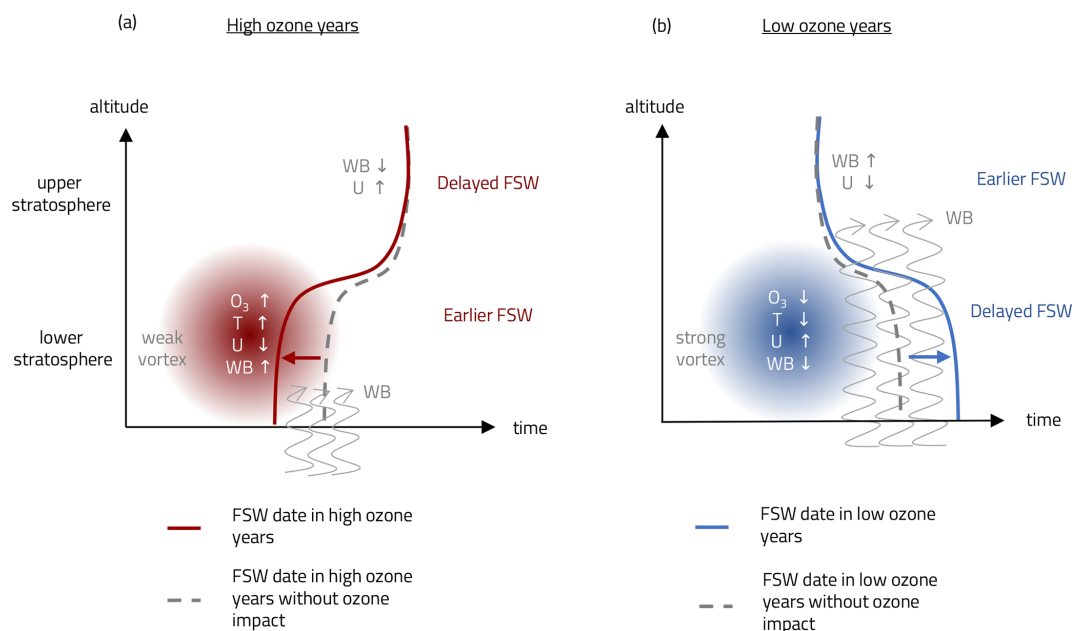 (a)
High ozone years
altitude
upper
stratosphere
WB ↓
U ↑
Delayed FSW
O₃ ↑
T ↑
U ↓
WB ↑
weak
vortex
lower
stratosphere
Earlier FSW
WB
time
FSW date in high ozone
years
FSW date in high ozone
years without ozone
impact
(b)
Low ozone years
altitude
WB ↑
U ↓
Earlier FSW
WB
O₃ ↓
T ↓
U ↑
WB ↓
strong
vortex
Delayed FSW
time
FSW date in low ozone
years
FSW date in low ozone
years without ozone
impact